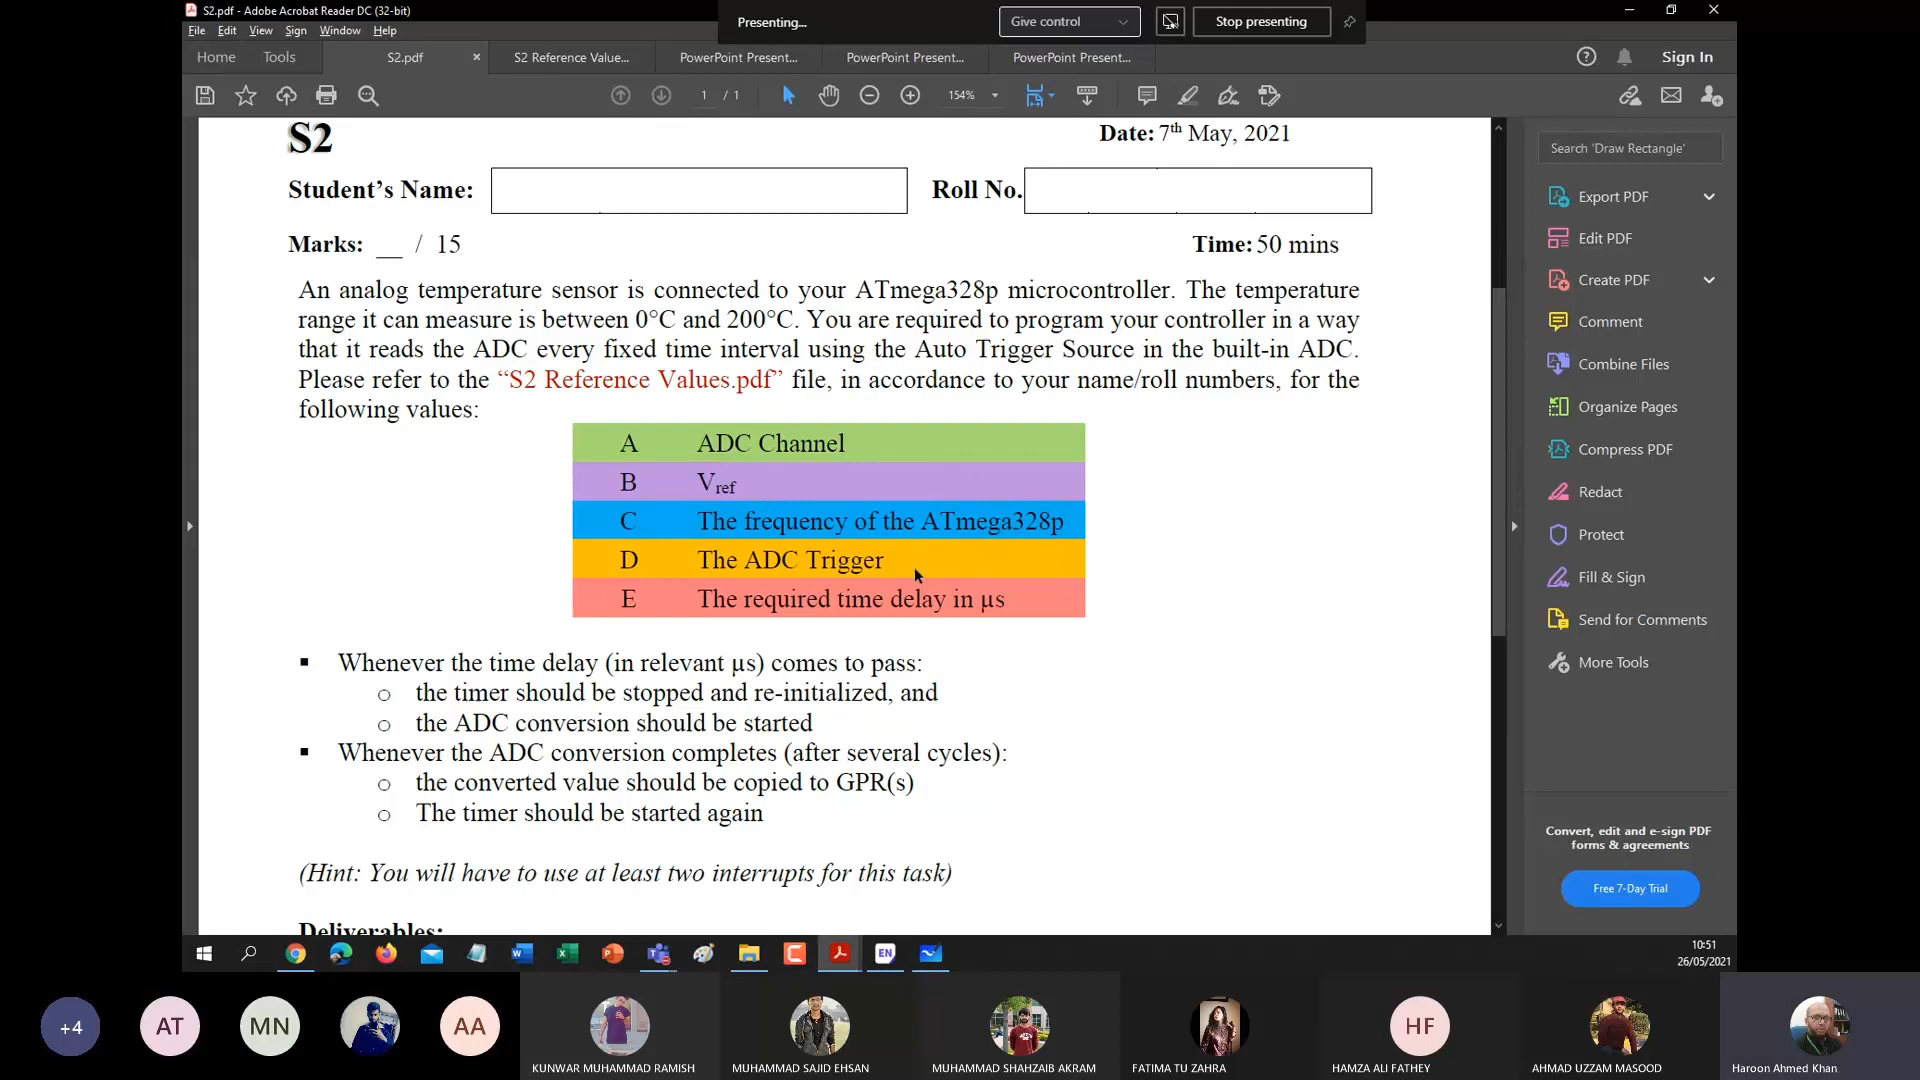 S2.pdf - Adobe Acrobat Reader DC (32-bit)
File Edit View Sign Window Help
Presenting...
Give control
Stop presenting
Home Tools
S2.pdf
S2 Reference Value...
PowerPoint Present...
PowerPoint Present...
PowerPoint Present...
Sign In
1 / 1
154%
S2
Date: 7th May, 2021
Student's Name:
Roll No.
Marks: __ / 15
Time: 50 mins
An analog temperature sensor is connected to your ATmega328p microcontroller. The temperature
range it can measure is between 0°C and 200°C. You are required to program your controller in a way
that it reads the ADC every fixed time interval using the Auto Trigger Source in the built-in ADC.
Please refer to the “S2 Reference Values.pdf” file, in accordance to your name/roll numbers, for the
following values:
A ADC Channel
B Vref
C The frequency of the ATmega328p
D The ADC Trigger
E The required time delay in µs
▪ Whenever the time delay (in relevant µs) comes to pass:
o the timer should be stopped and re-initialized, and
o the ADC conversion should be started
▪ Whenever the ADC conversion completes (after several cycles):
o the converted value should be copied to GPR(s)
o The timer should be started again
(Hint: You will have to use at least two interrupts for this task)
Deliverables:
Search 'Draw Rectangle'
Export PDF
Edit PDF
Create PDF
Comment
Combine Files
Organize Pages
Compress PDF
Redact
Protect
Fill & Sign
Send for Comments
More Tools
Convert, edit and e-sign PDF
forms & agreements
Free 7-Day Trial
EN
10:51
26/05/2021
+4
AT
MN
AA
HF
KUNWAR MUHAMMAD RAMISH
MUHAMMAD SAJID EHSAN
MUHAMMAD SHAHZAIB AKRAM
FATIMA TU ZAHRA
HAMZA ALI FATHEY
AHMAD UZZAM MASOOD
Haroon Ahmed Khan